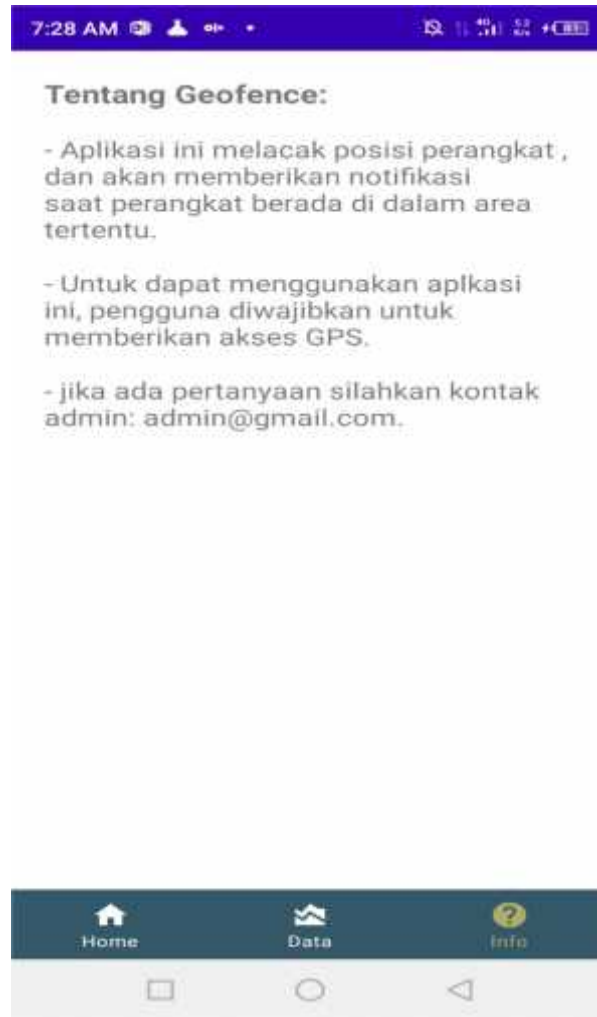 7:28 AM
Tentang Geofence:
- Aplikasi ini melacak posisi perangkat ,
dan akan memberikan notifikasi
saat perangkat berada di dalam area
tertentu.
- Untuk dapat menggunakan aplkasi
ini, pengguna diwajibkan untuk
memberikan akses GPS.
- jika ada pertanyaan silahkan kontak
admin: admin@gmail.com.
Home
Data
Info